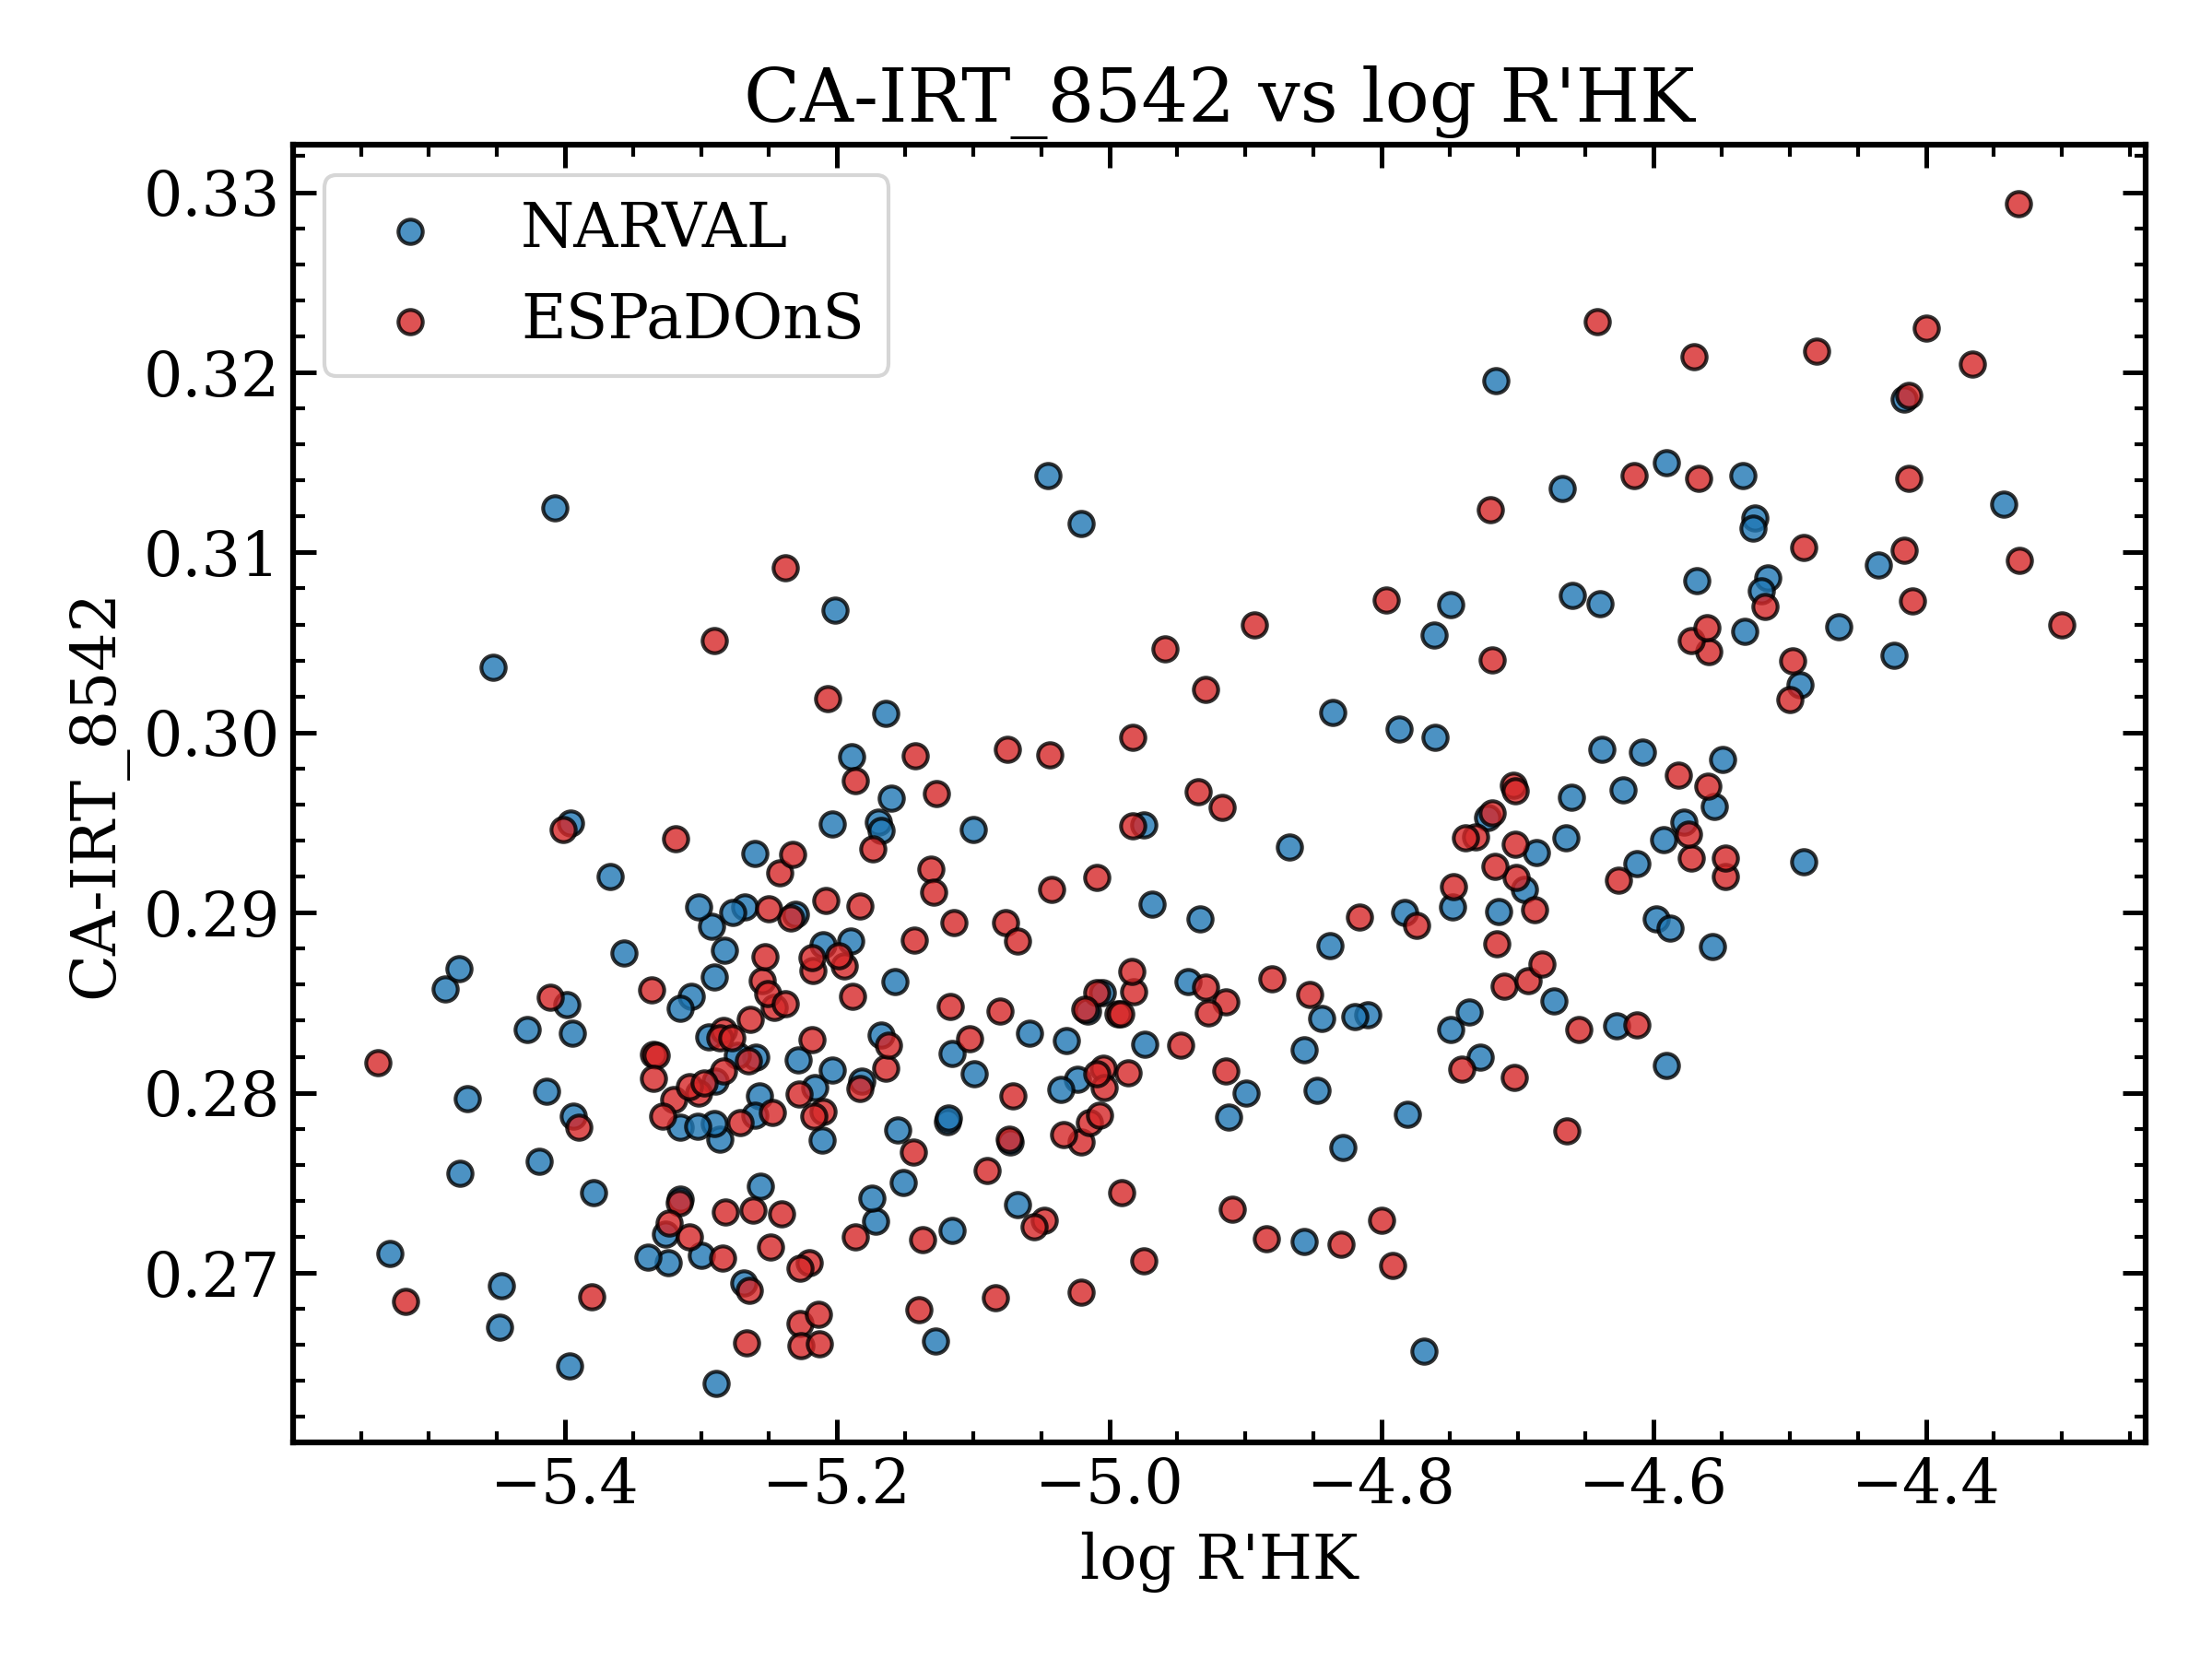 CA-IRT_8542 vs log R'HK
NARVAL
ESPaDOnS
CA-IRT_8542
0.33
0.32
0.31
0.30
0.29
0.28
0.27
−5.4 −5.2 −5.0 −4.8 −4.6 −4.4
log R'HK